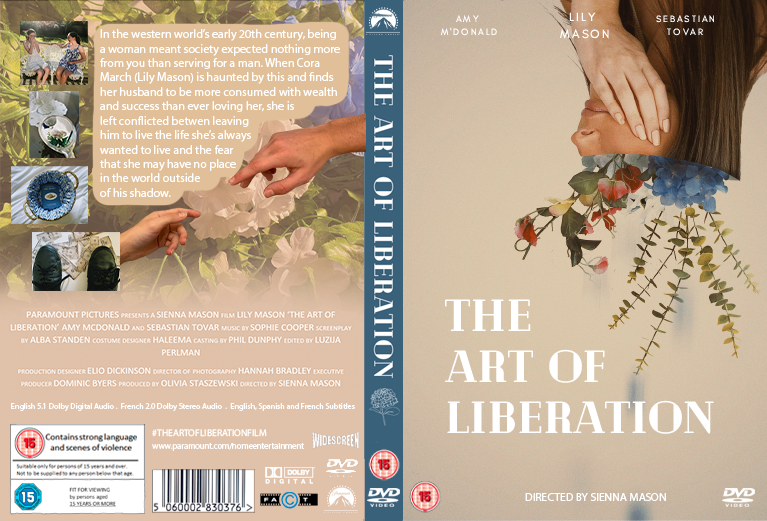 In the western world's early 20th century, being
a woman meant society expected nothing more
from you than serving for a man. When Cora
March (Lily Mason) is haunted by this and finds
her husband to be more consumed with wealth
and success than ever loving her, she is
left conflicted betwen leaving
him to live the life she's always
wanted to live and the fear
that she may have no place
in the world outside
of his shadow.
PARAMOUNT PICTURES PRESENTS A SIENNA MASON FILM LILY MASON 'THE ART OF
LIBERATION' AMY MCDONALD AND SEBASTIAN TOVAR MUSIC BY SOPHIE COOPER SCREENPLAY
BY ALBA STANDEN COSTUME DESIGNER HALEEMA CASTING BY PHIL DUNPHY EDITED BY LUZIJA
PERLMAN
PRODUCTION DESIGNER ELIO DICKINSON DIRECTOR OF PHOTOGRAPHY HANNAH BRADLEY EXECUTIVE
PRODUCER DOMINIC BYERS PRODUCED BY OLIVIA STASZEWSKI DIRECTED BY SIENNA MASON
English 5.1 Dolby Digital Audio . French 2.0 Dolby Stereo Audio . English, Spanish and French Subtitles
15
Contains strong language
and scenes of violence
Suitable only for persons of 15 years and over.
Not to be supplied to any person below that age.
15
FIT FOR VIEWING
by persons aged
15 YEARS OR MORE
#THEARTOFLIBERATIONFILM
www.paramount.com/homeentertainment
WIDESCREEN
5 060002 830376 >
DOLBY
DIGITAL
FACT
DVD
VIDEO
THE ART OF LIBERATION
15
DVD
VIDEO
AMY
M'DONALD
LILY
MASON
SEBASTIAN
TOVAR
THE
ART OF
LIBERATION
15
DIRECTED BY SIENNA MASON
DVD
VIDEO